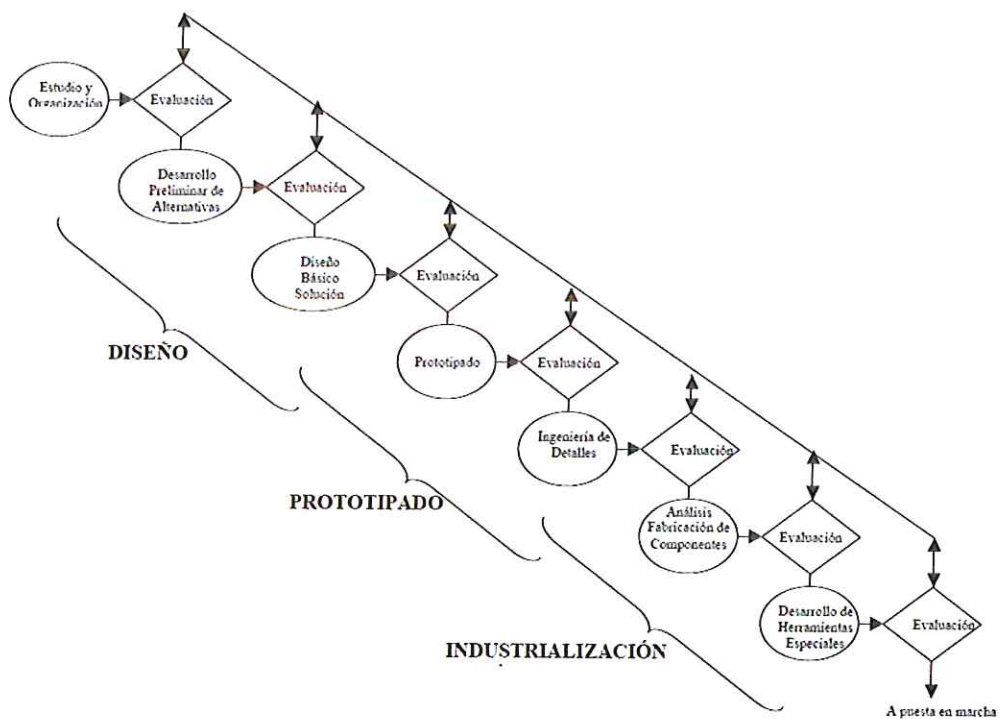 Estudio y
Organización
Evaluación
Desarrollo
Preliminar de
Alternativas
Evaluación
Diseño
Básico
Solución
Evaluación
DISEÑO
Prototipado
Evaluación
Ingeniería de
Detalles
Evaluación
PROTOTIPADO
Análisis
Fabricación de
Componentes
Evaluación
Desarrollo de
Herramientas
Especiales
Evaluación
INDUSTRIALIZACIÓN
A puesta en marcha